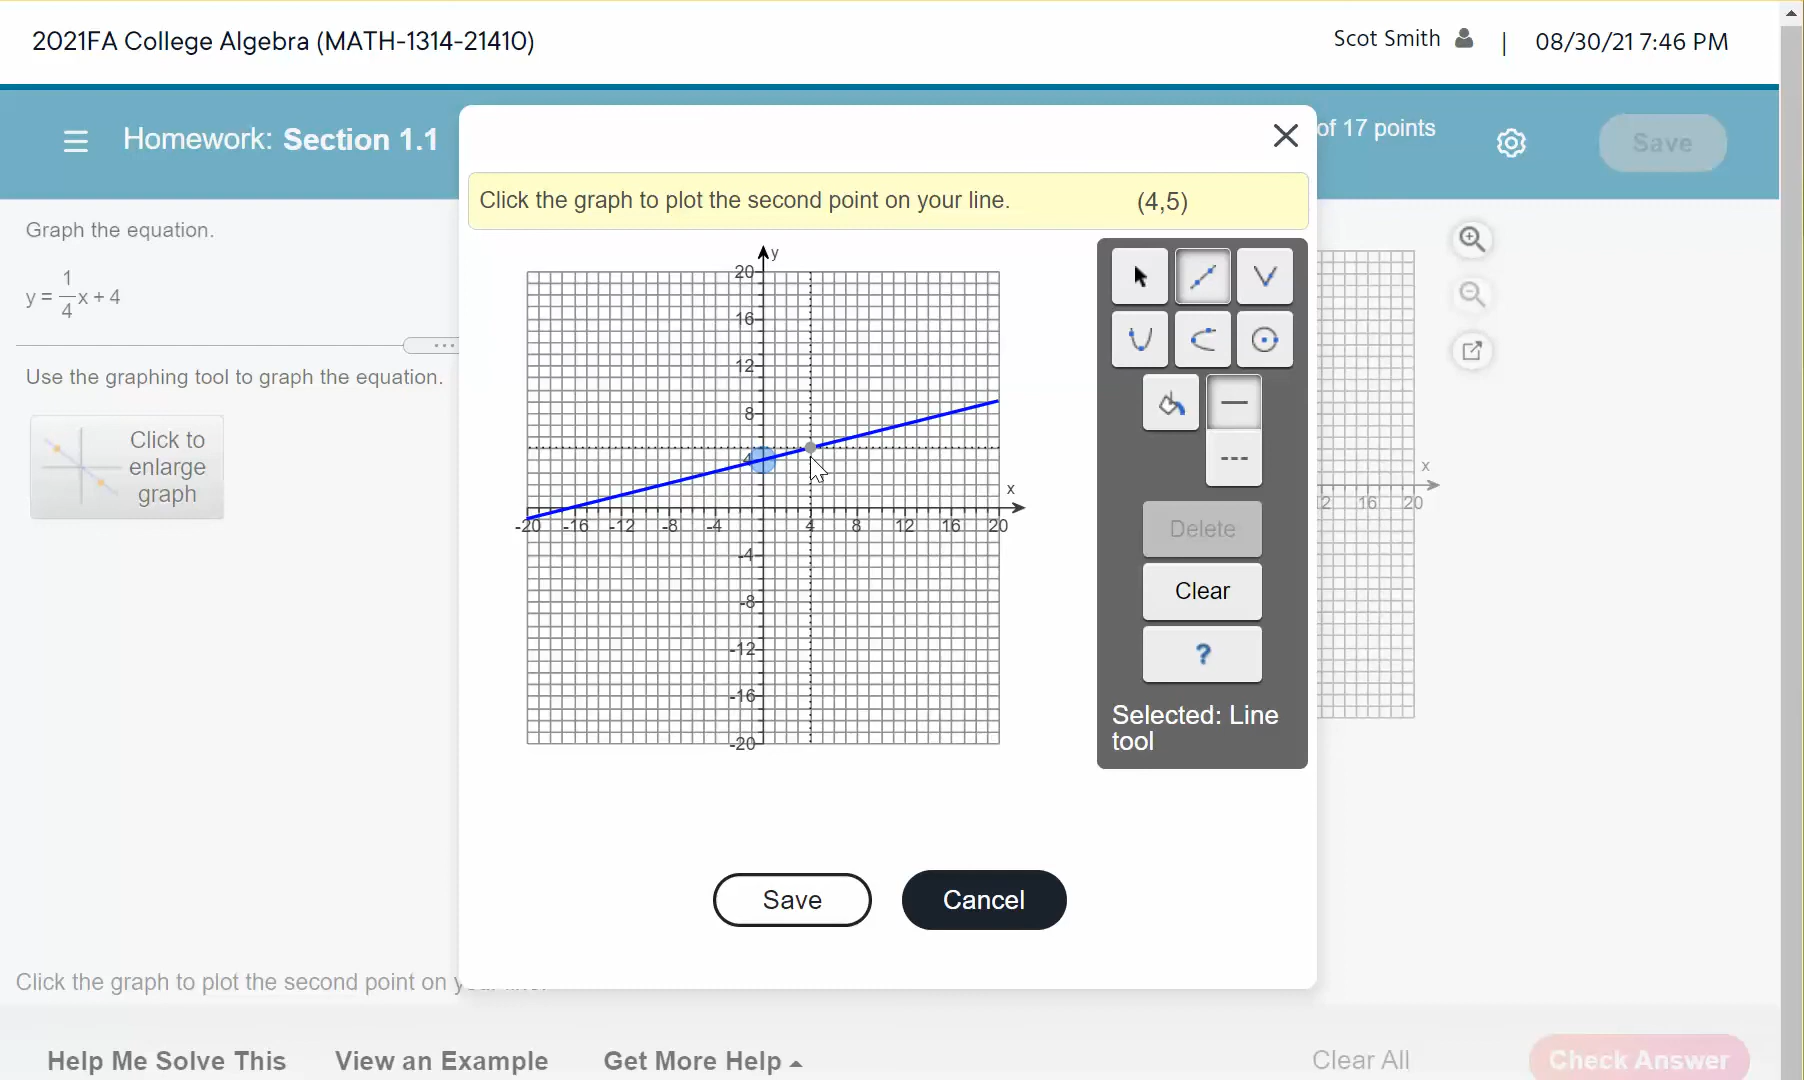 2021FA College Algebra (MATH-1314-21410)
Scot Smith | 08/30/21 7:46 PM
Homework: Section 1.1
of 17 points
Save
Click the graph to plot the second point on your line. (4,5)
Graph the equation.
y = 1/4 x + 4
Use the graphing tool to graph the equation.
Click to
enlarge
graph
y
20
16
12
8
4
x
-20 -16 -12 -8 -4 4 8 12 16 20
-4
-8
-12
-16
-20
Delete
Clear
?
Selected: Line
tool
x
2 16 20
Save
Cancel
Click the graph to plot the second point on
Help Me Solve This
View an Example
Get More Help
Clear All
Check Answer